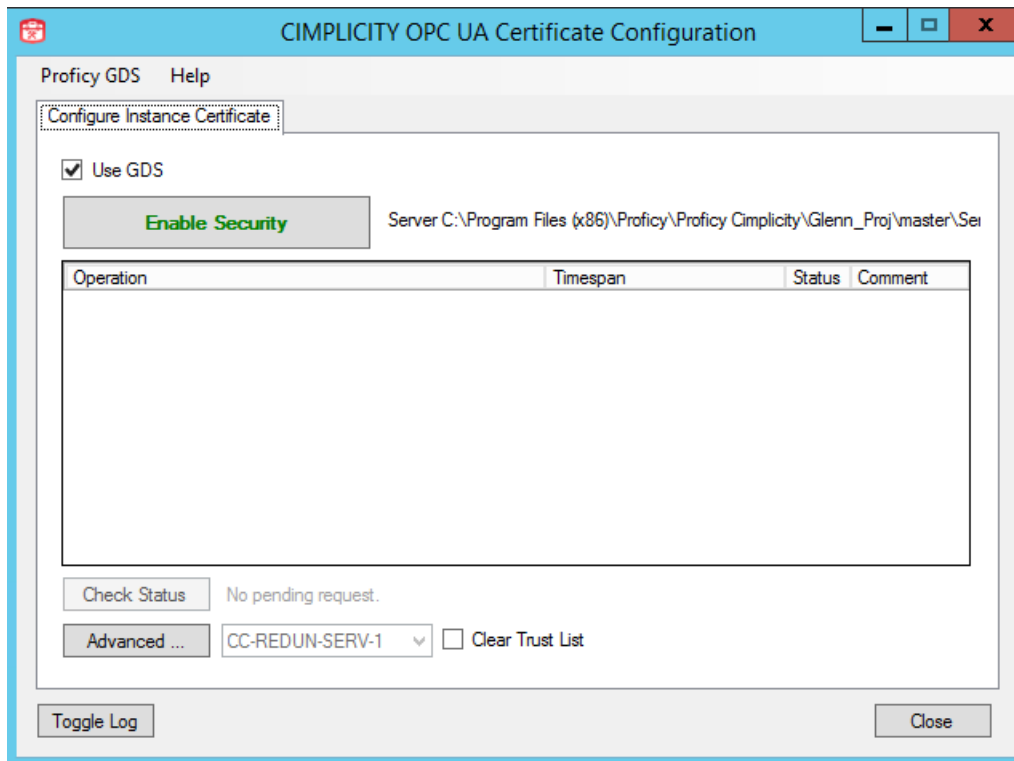 CIMPLICITY OPC UA Certificate Configuration
Proficy GDS Help
Configure Instance Certificate
Use GDS
Enable Security Server C:\Program Files (x86)\Proficy\Proficy Cimplicity\Glenn_Proj\master\Ser
Operation Timespan Status Comment
Check Status No pending request.
Advanced ... CC-REDUN-SERV-1 Clear Trust List
Toggle Log Close